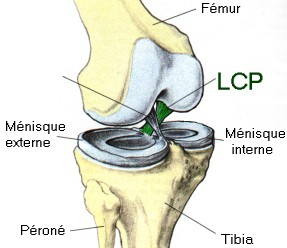 Fémur
LCP
Ménisque
externe
Ménisque
interne
Péroné
Tibia